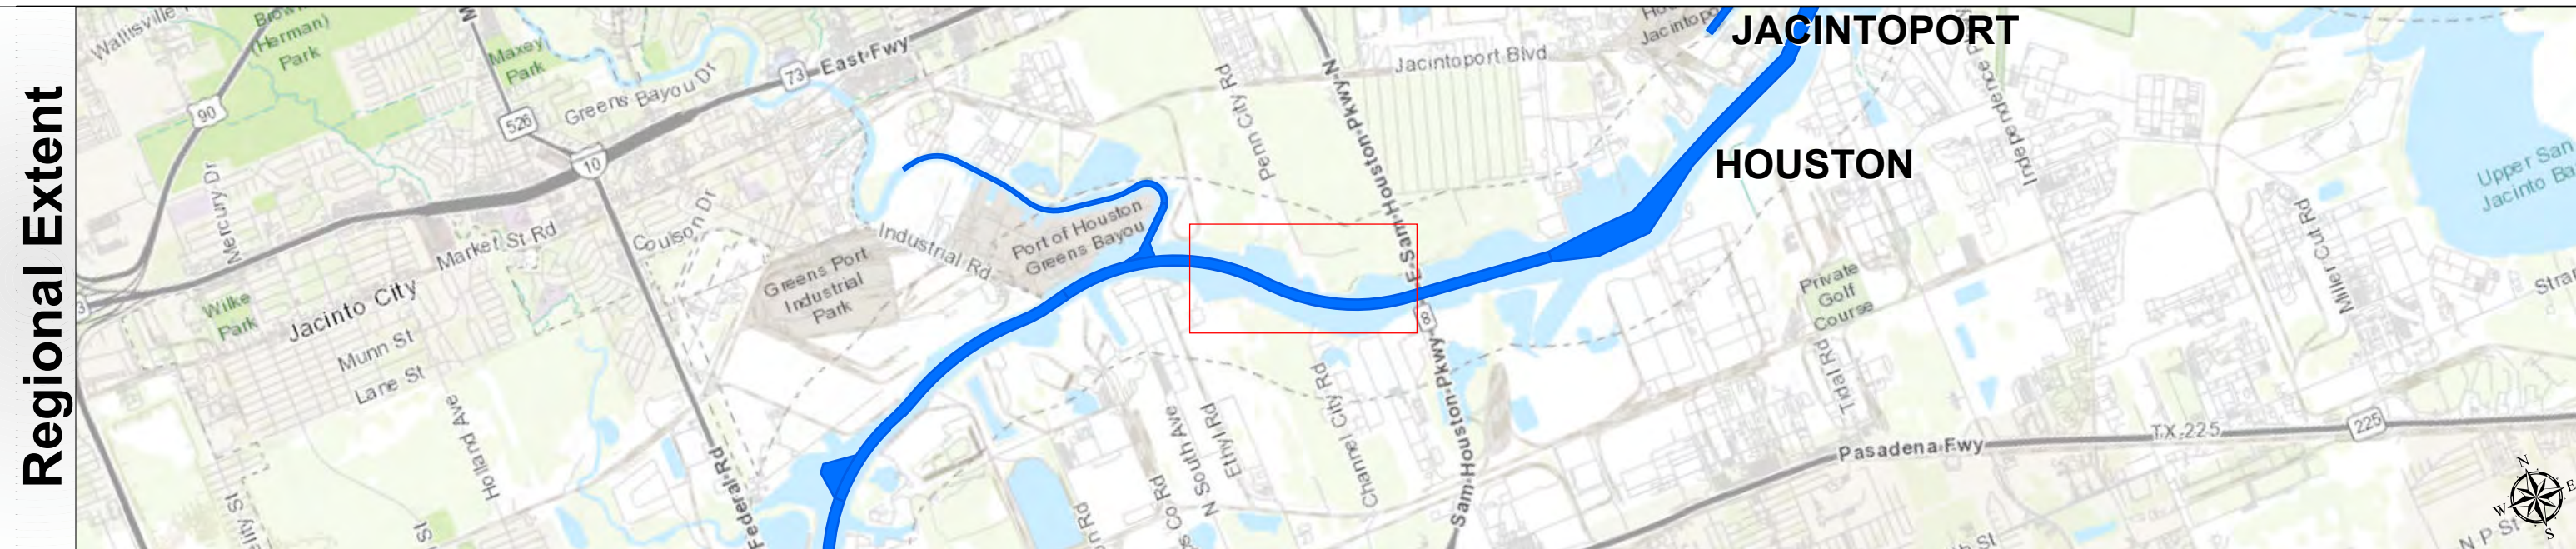 Regional Extent
Wallisville
Brown
(Herman)
Park
Maxey
Park
Greens Bayou Dr
73
East Fwy
90
526
10
Mercury Dr
Market St Rd
Coulson Dr
Wilke
Park
Jacinto City
Munn St
Lane St
Holland Ave
Federal Rd
Industrial Rd
Greens Port
Industrial
Park
Port of Houston
Greens Bayou
Penn City Rd
E Sam Houston Pkwy N
Jacintoport Blvd
Jacintopo
JACINTOPORT
HOUSTON
Independence P
Upper San
Jacinto Ba
Miller Cut Rd
Private
Golf
Course
Tidal Rd
8
Sam Houston Pkwy
Channel City Rd
Ethyl Rd
N South Ave
Pasadena Fwy
TX-225
225
N P St
N
W
E
S